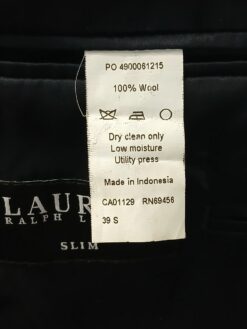 PO 4900061215
100% Wool
Dry clean only
Low moisture
Utility press
Made in Indonesia
CA01129 RN69456
39 S
LAUR
RALPH L
SLIM